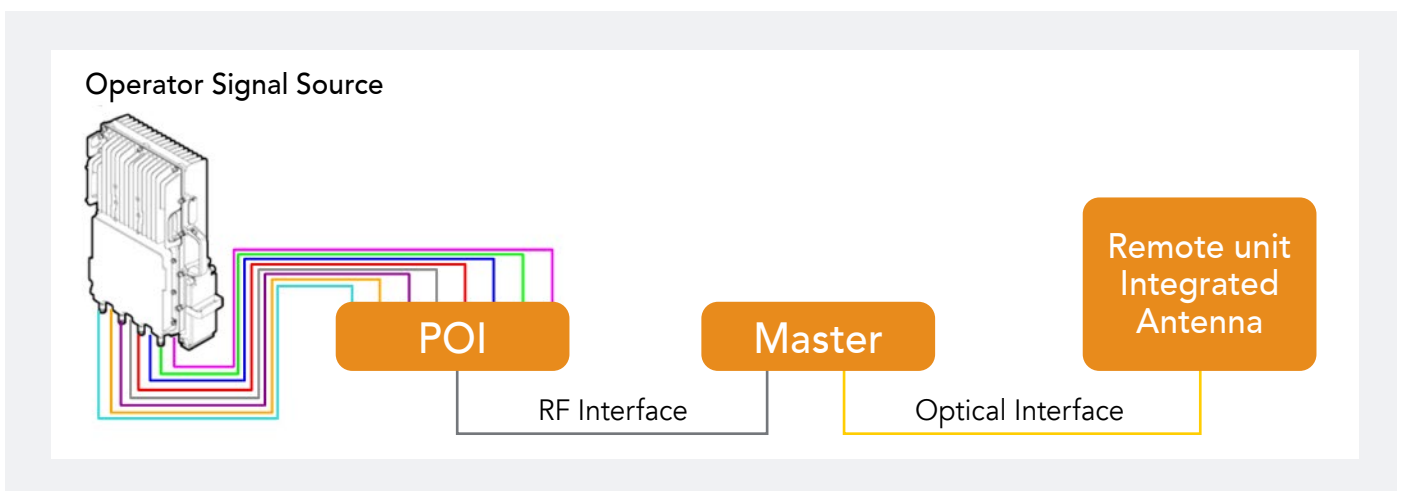 Operator Signal Source
POI
Master
Remote unit
Integrated
Antenna
RF Interface
Optical Interface